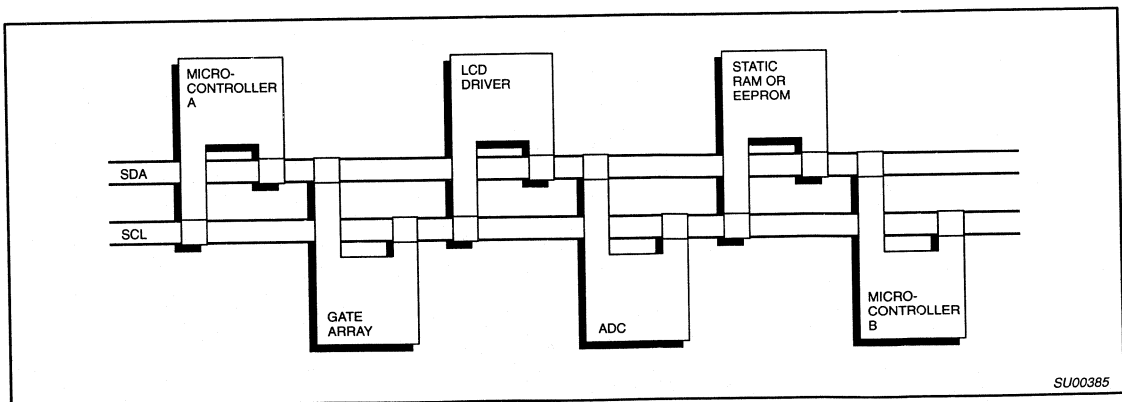 MICRO-
CONTROLLER
A
LCD
DRIVER
STATIC
RAM OR
EEPROM
SDA
SCL
GATE
ARRAY
ADC
MICRO-
CONTROLLER
B
SU00385